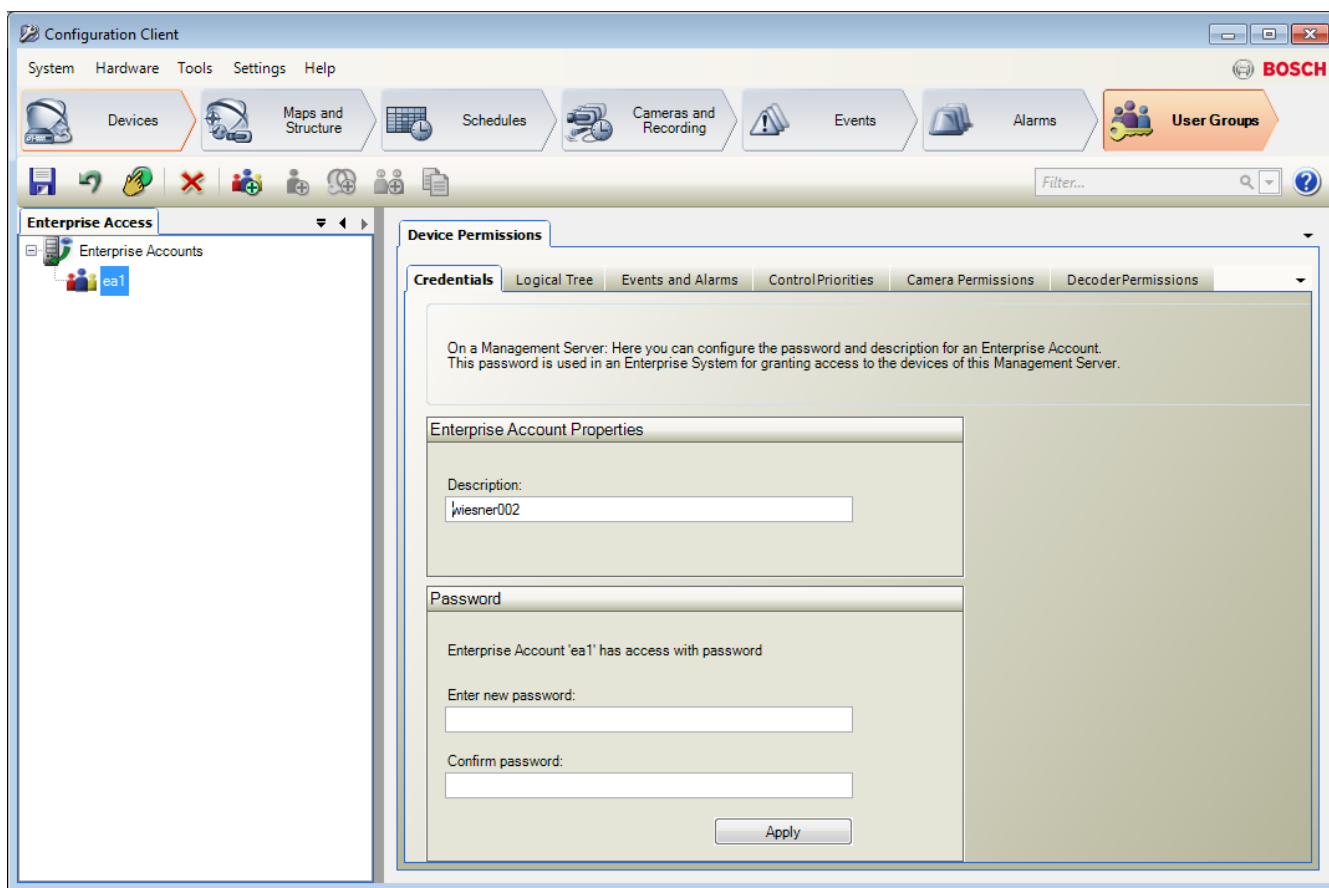 Configuration Client
System Hardware Tools Settings Help
BOSCH
Devices
Maps and
Structure
Schedules
Cameras and
Recording
Events
Alarms
User Groups
Filter...
Enterprise Access
Enterprise Accounts
ea1
Device Permissions
Credentials Logical Tree Events and Alarms ControlPriorities Camera Permissions DecoderPermissions
On a Management Server: Here you can configure the password and description for an Enterprise Account.
This password is used in an Enterprise System for granting access to the devices of this Management Server.
Enterprise Account Properties
Description:
wiesner002
Password
Enterprise Account 'ea1' has access with password
Enter new password:
Confirm password:
Apply